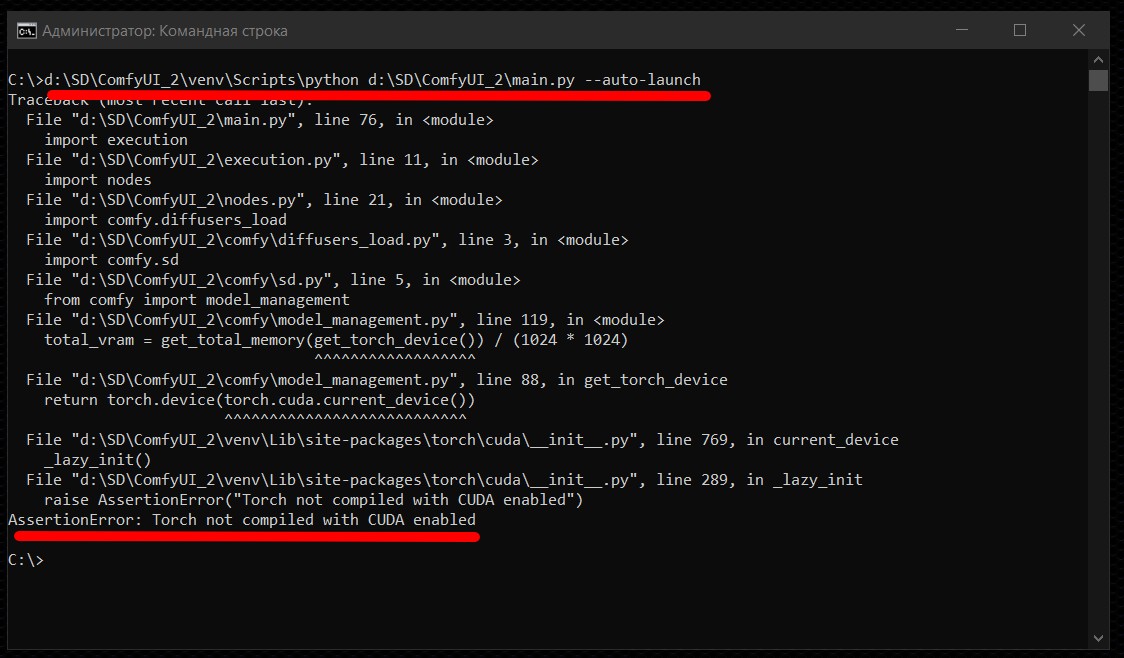 Администратор: Командная строка
C:\>d:\SD\ComfyUI_2\venv\Scripts\python d:\SD\ComfyUI_2\main.py --auto-launch
Traceback (most recent call last):
  File "d:\SD\ComfyUI_2\main.py", line 76, in <module>
    import execution
  File "d:\SD\ComfyUI_2\execution.py", line 11, in <module>
    import nodes
  File "d:\SD\ComfyUI_2\nodes.py", line 21, in <module>
    import comfy.diffusers_load
  File "d:\SD\ComfyUI_2\comfy\diffusers_load.py", line 3, in <module>
    import comfy.sd
  File "d:\SD\ComfyUI_2\comfy\sd.py", line 5, in <module>
    from comfy import model_management
  File "d:\SD\ComfyUI_2\comfy\model_management.py", line 119, in <module>
    total_vram = get_total_memory(get_torch_device()) / (1024 * 1024)
                                  ^^^^^^^^^^^^^^^^^^
  File "d:\SD\ComfyUI_2\comfy\model_management.py", line 88, in get_torch_device
    return torch.device(torch.cuda.current_device())
                        ^^^^^^^^^^^^^^^^^^^^^^^^^^^
  File "d:\SD\ComfyUI_2\venv\Lib\site-packages\torch\cuda\__init__.py", line 769, in current_device
    _lazy_init()
  File "d:\SD\ComfyUI_2\venv\Lib\site-packages\torch\cuda\__init__.py", line 289, in _lazy_init
    raise AssertionError("Torch not compiled with CUDA enabled")
AssertionError: Torch not compiled with CUDA enabled
C:\>